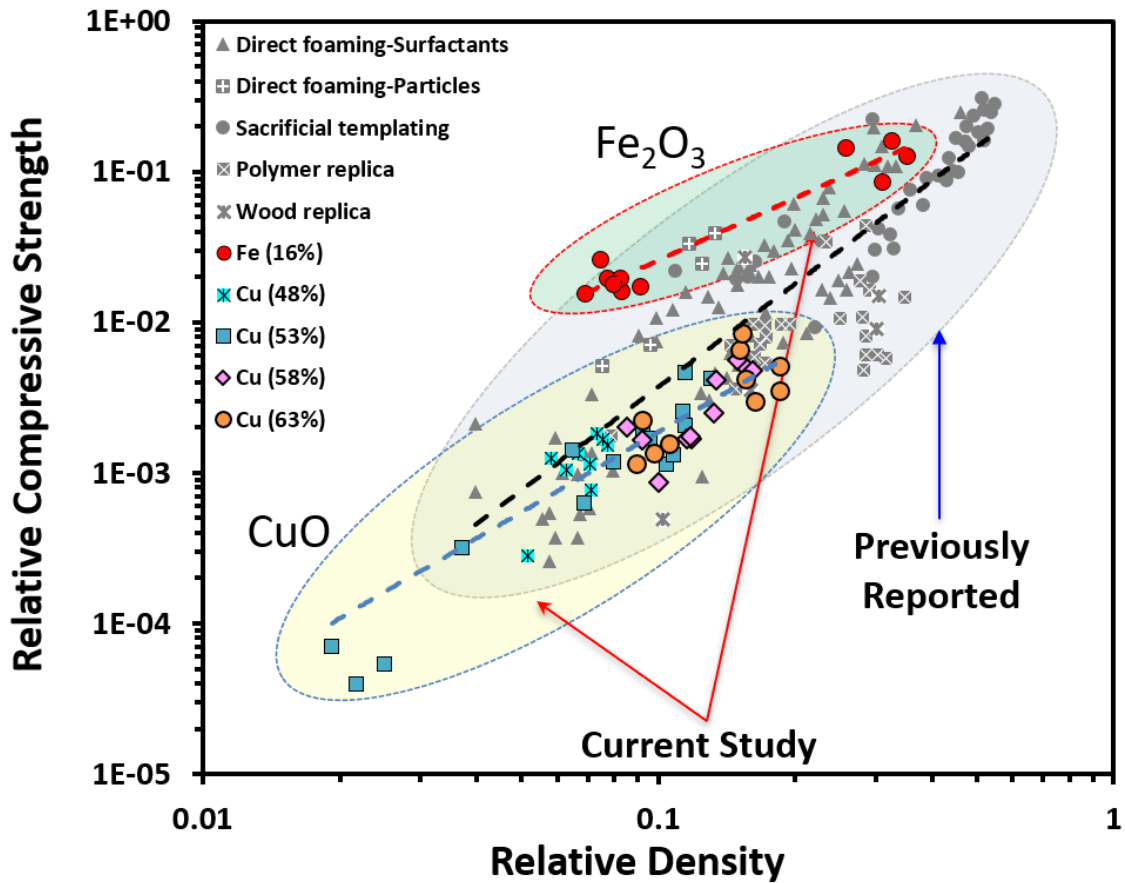 1E+00
1E-01
1E-02
1E-03
1E-04
1E-05
Relative Compressive Strength
Direct foaming-Surfactants
Direct foaming-Particles
Sacrificial templating
Polymer replica
Wood replica
Fe (16%)
Cu (48%)
Cu (53%)
Cu (58%)
Cu (63%)
Fe₂O₃
CuO
Previously
Reported
Current Study
0.01
0.1
1
Relative Density